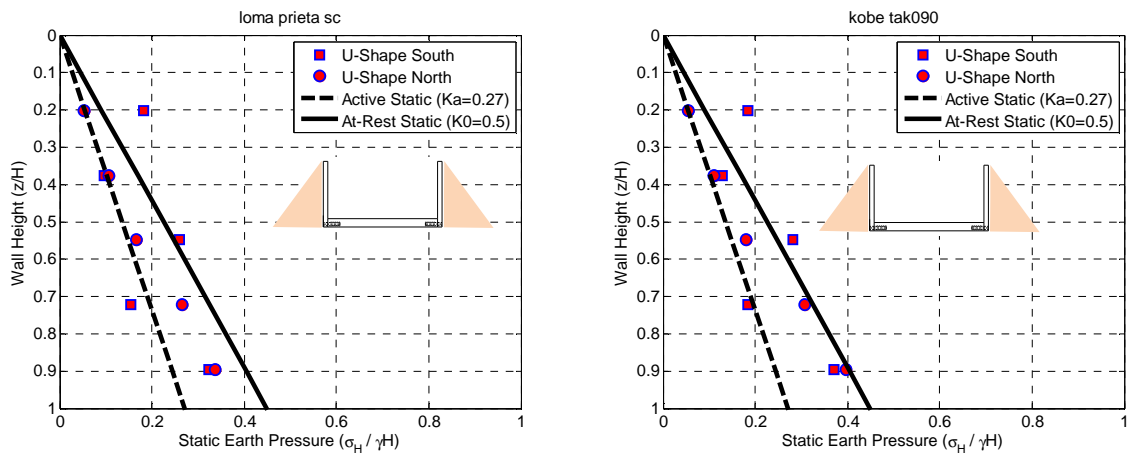 loma prieta sc
U-Shape South
U-Shape North
Active Static (Ka=0.27)
At-Rest Static (K0=0.5)
0
0.1
0.2
0.3
0.4
0.5
0.6
0.7
0.8
0.9
1
Wall Height (z/H)
0 0.2 0.4 0.6 0.8 1
Static Earth Pressure (σH / γH)
kobe tak090
U-Shape South
U-Shape North
Active Static (Ka=0.27)
At-Rest Static (K0=0.5)
0
0.1
0.2
0.3
0.4
0.5
0.6
0.7
0.8
0.9
1
Wall Height (z/H)
0 0.2 0.4 0.6 0.8 1
Static Earth Pressure (σH / γH)